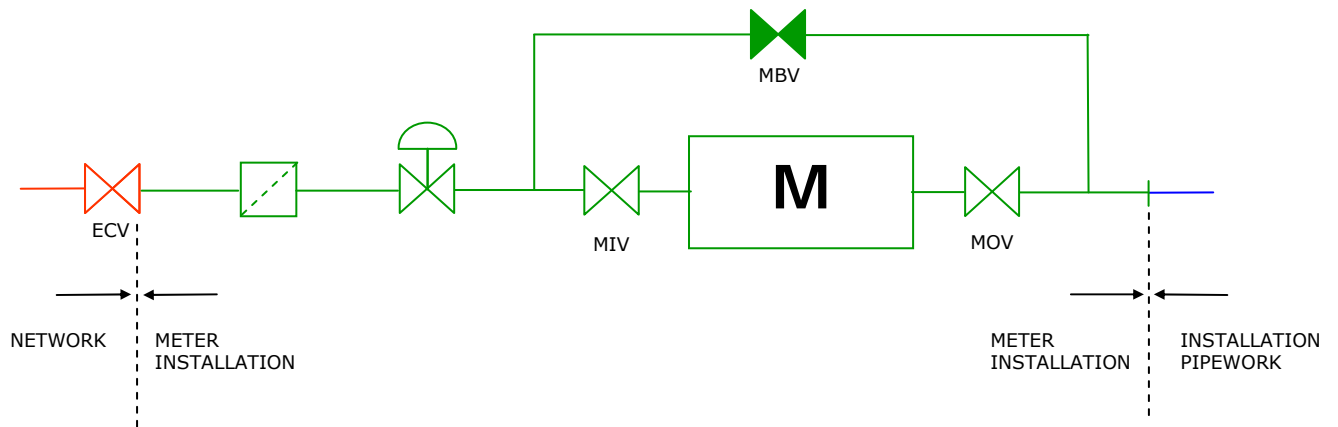 MBV
M
ECV
MIV
MOV
NETWORK
METER
INSTALLATION
METER
INSTALLATION
INSTALLATION
PIPEWORK